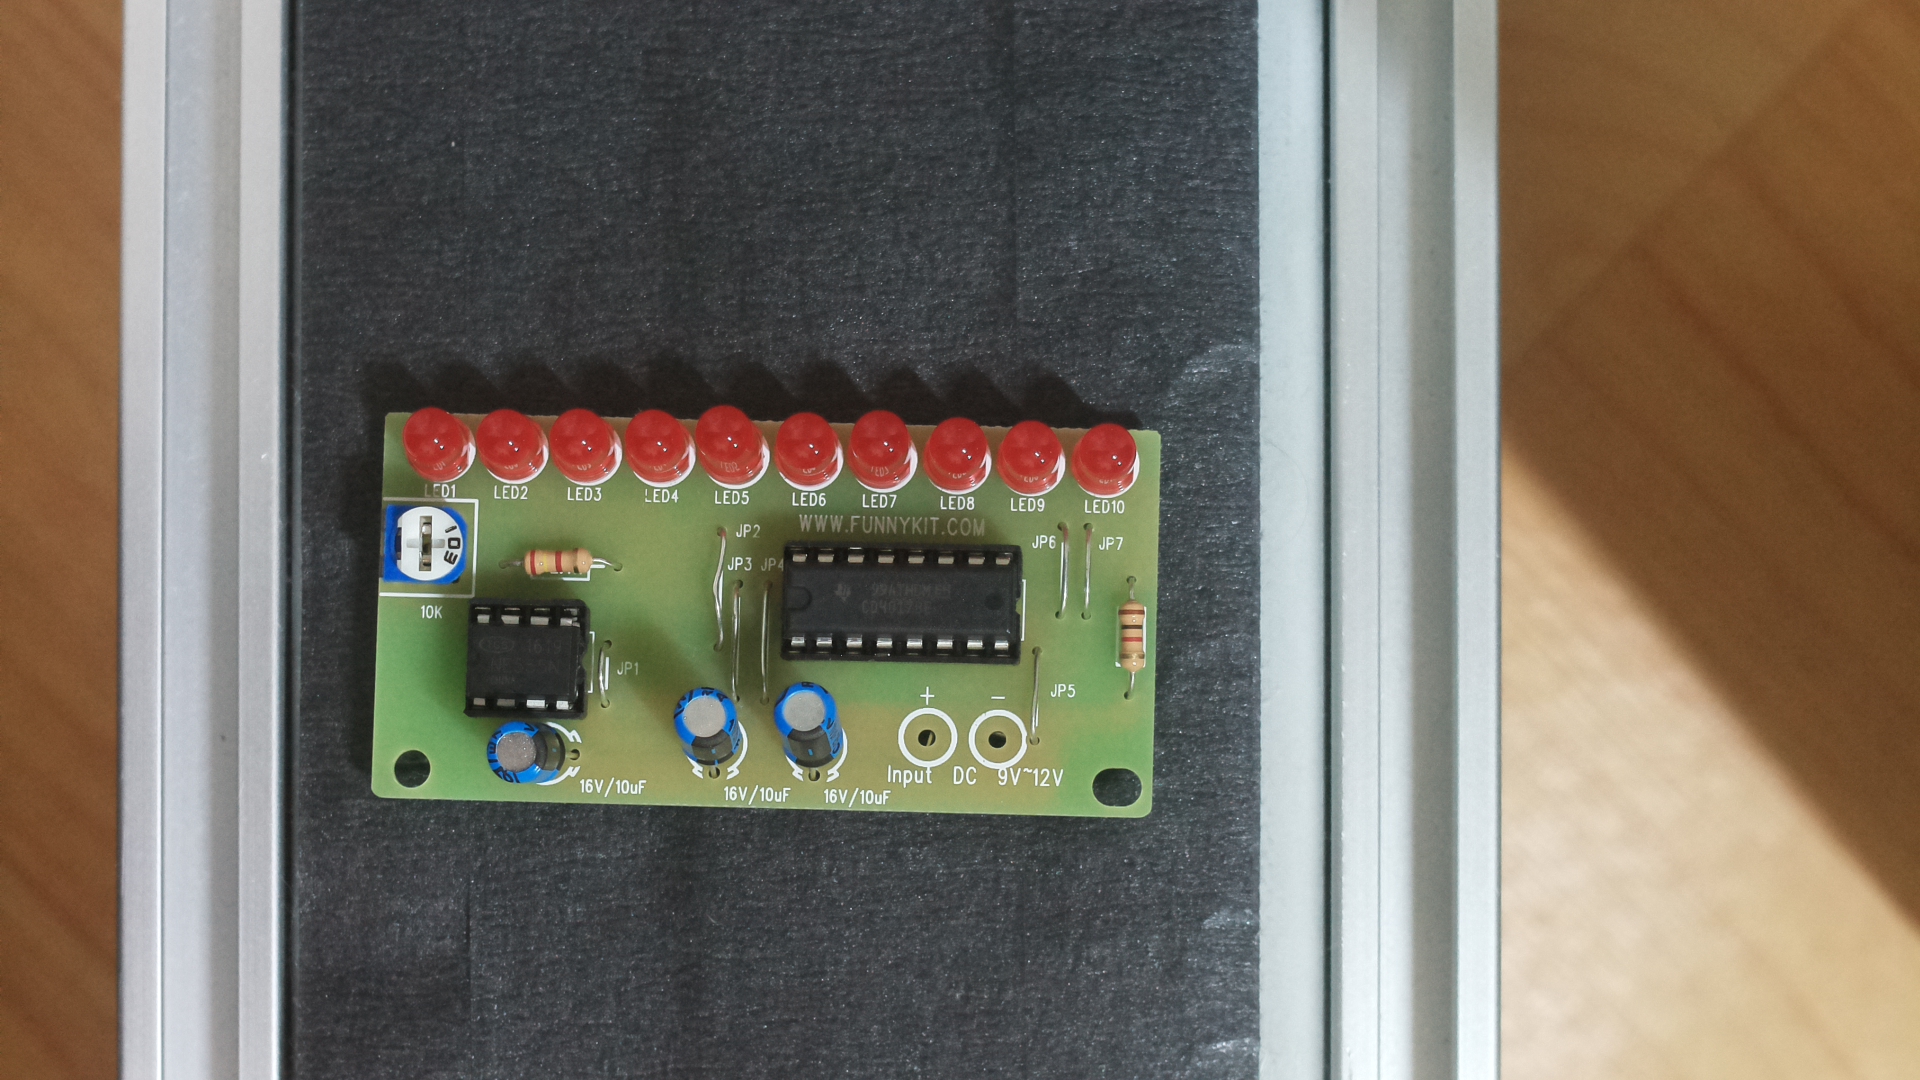 LED1 LED2 LED3 LED4 LED5 LED6 LED7 LED8 LED9 LED10
WWW.FUNNYKIT.COM
JP2
JP6
JP7
JP3
JP4
103
10K
JP1
JP5
+ −
Input DC 9V~12V
16V/10uF
16V/10uF
16V/10uF